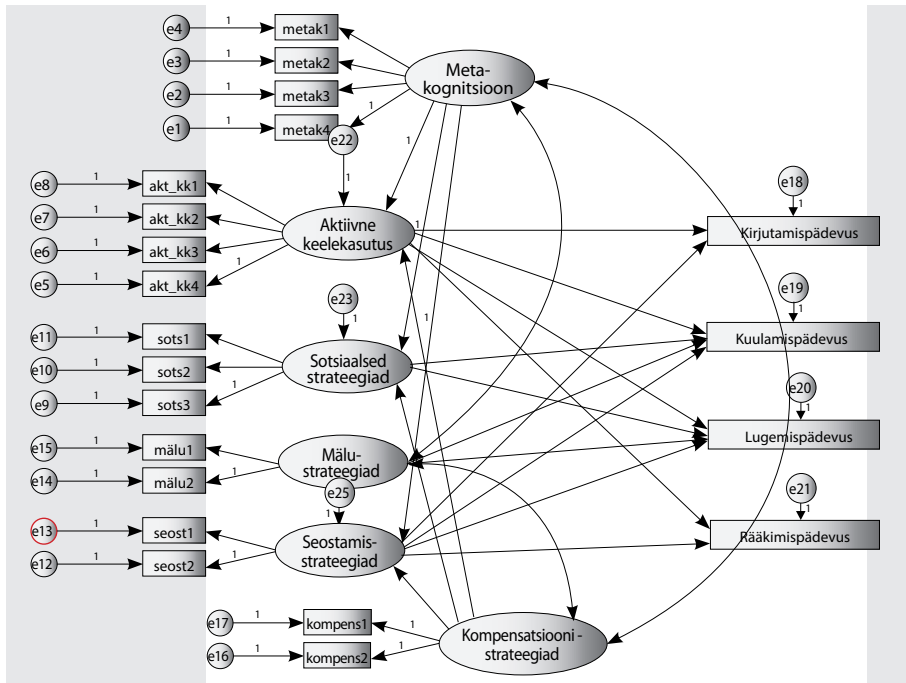 e4 1 metak1
e3 1 metak2
e2 1 metak3
e1 1 metak4
1
e22
1
1
Meta-
kognitsioon
e8 1 akt_kk1
e7 1 akt_kk2
e6 1 akt_kk3
e5 1 akt_kk4
1
Aktiivne
keelekasutus
1
e18
1
Kirjutamispädevus
e23
1
e19
1
Kuulamispädevus
e11 1 sots1
e10 1 sots2
e9 1 sots3
1
Sotsiaalsed
strateegiad
1
e20
1
Lugemispädevus
e15 1 mälu1
e14 1 mälu2
1
Mälu-
strateegiad
e25
1
e21
1
Rääkimispädevus
e13 1 seost1
e12 1 seost2
1
Seostamis-
strateegiad
e17 1 kompens1
e16 1 kompens2
1
1
Kompensatsiooni-
strateegiad